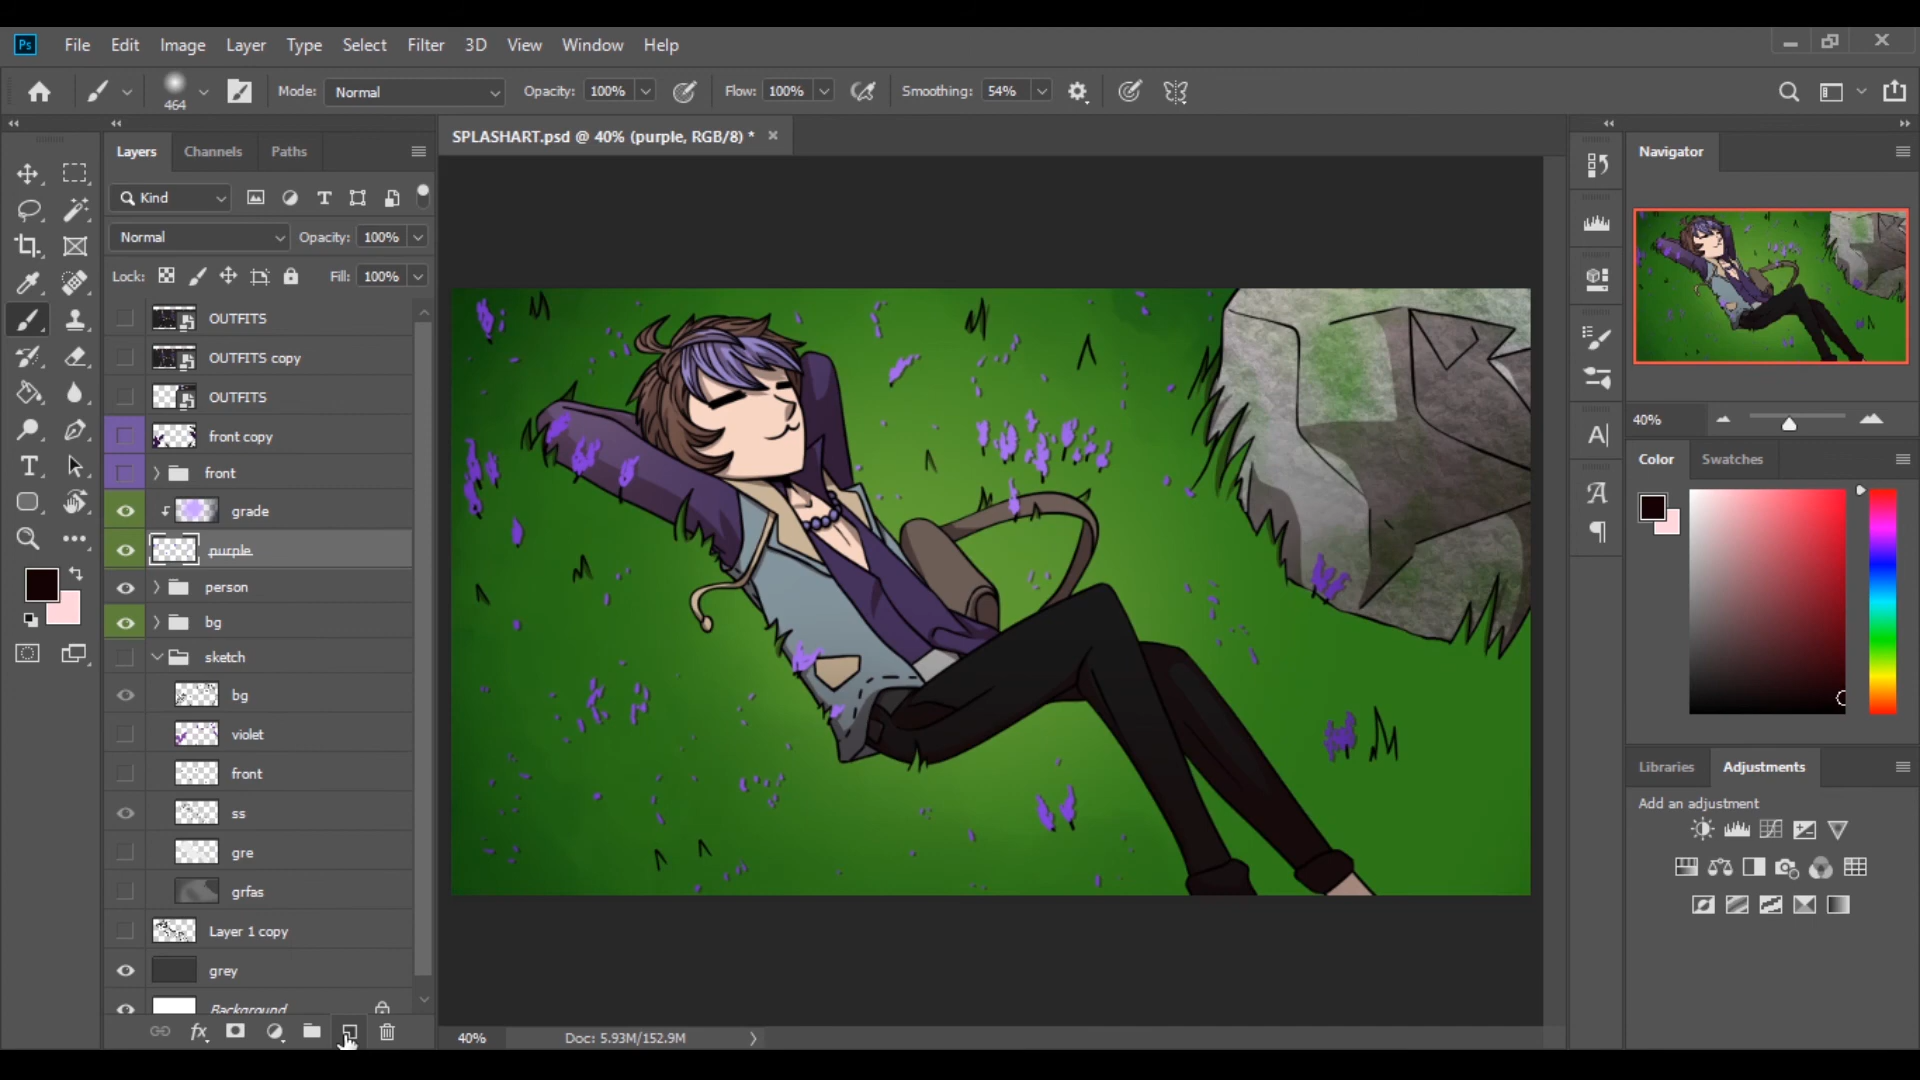 Ps File Edit Image Layer Type Select Filter 3D View Window Help
464 Mode: Normal Opacity: 100% Flow: 100% Smoothing: 54%
Layers Channels Paths
SPLASHART.psd @ 40% (purple, RGB/8) *
Navigator
Kind
Normal Opacity: 100%
Lock: Fill: 100%
OUTFITS
OUTFITS copy
OUTFITS
front copy
front
grade
purple
person
bg
sketch
bg
violet
front
ss
gre
grfas
Layer 1 copy
grey
Background
40% Doc: 5.93M/152.9M
40%
Color Swatches
Libraries Adjustments
Add an adjustment